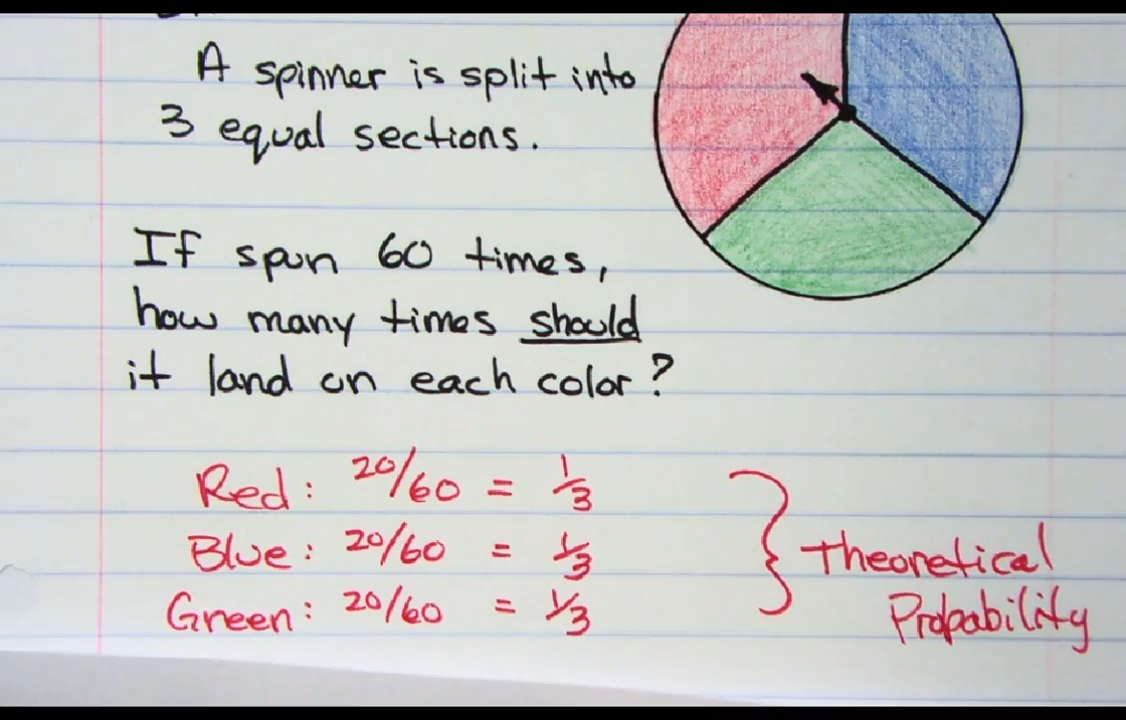 A spinner is split into
3 equal sections.
If spun 60 times,
how many times should
it land on each color?
Red: 20/60 = 1/3
Blue: 20/60 = 1/3
Green: 20/60 = 1/3
Theoretical
Probability